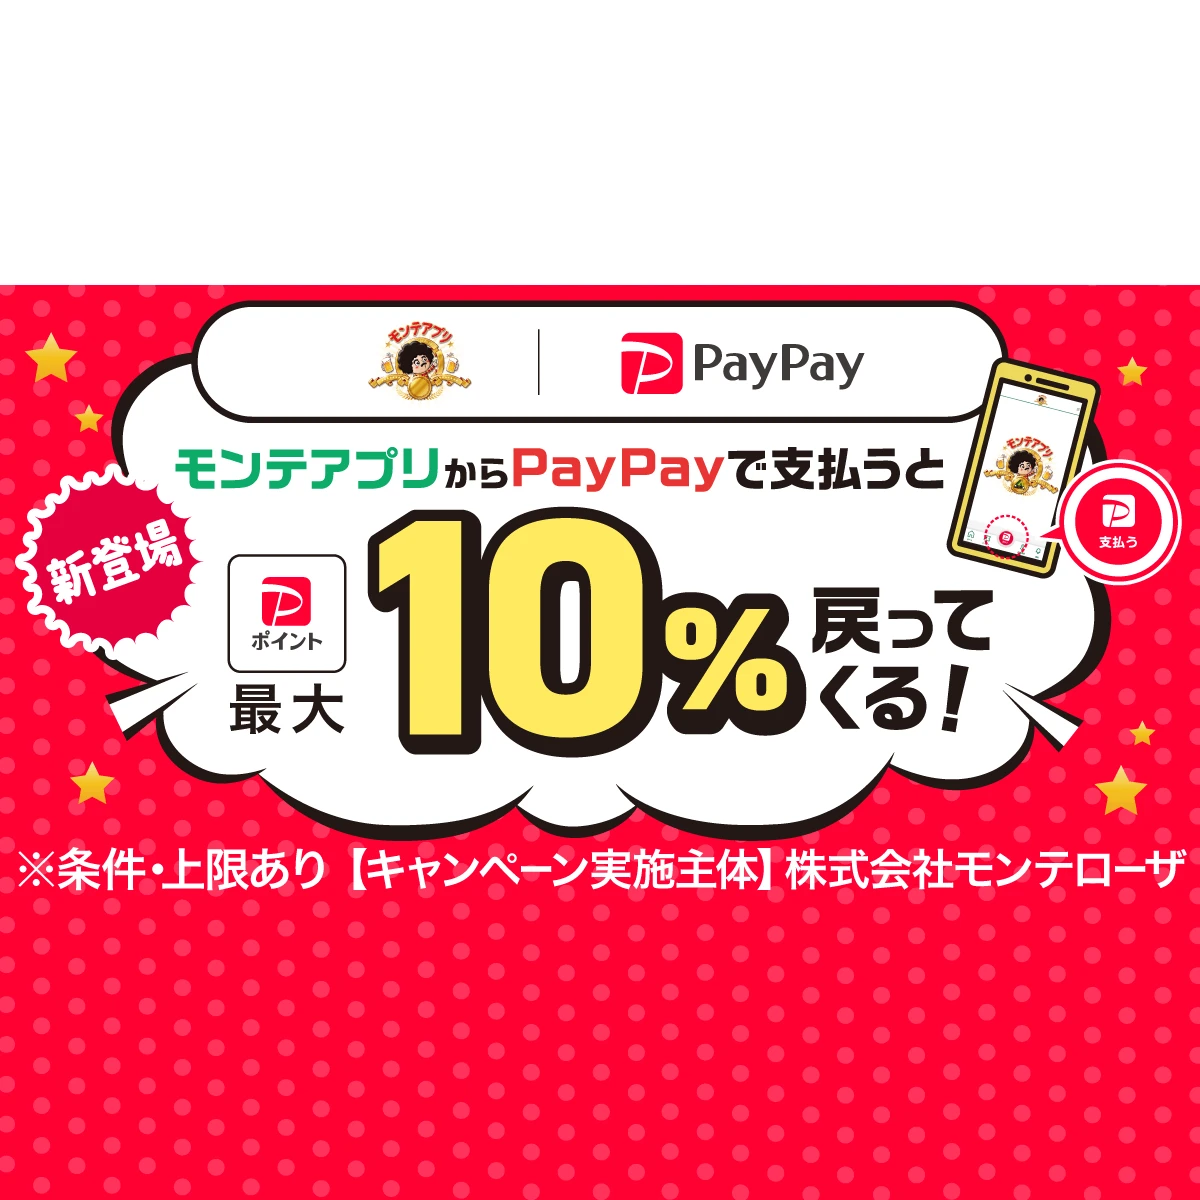 モンテアプリ
PayPay
モンテアプリからPayPayで支払うと
モンテアプリ
支払う
新登場
ポイント
最大
10%
戻って
くる!
※条件・上限あり【キャンペーン実施主体】株式会社モンテローザ